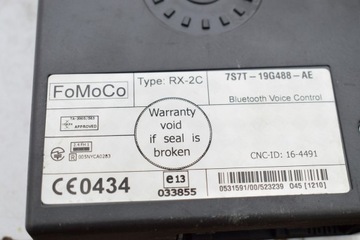 FoMoCo
Type: RX-2C
7S7T-19G488-AE
Bluetooth Voice Control
APPROVED
Warranty
void
if seal is
broken
CNC-ID: 16-4491
CE0434
e13
033855
0531591/00/523239 045 [1210]